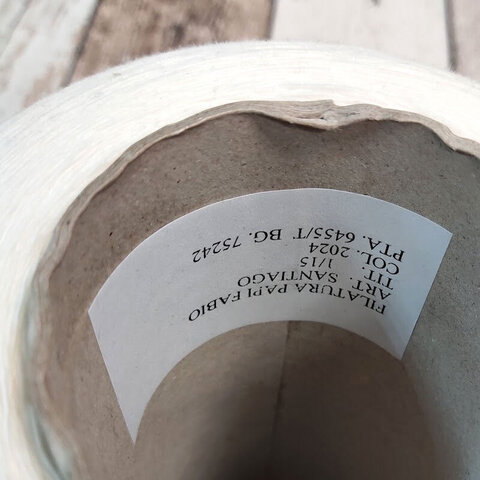 FILATURA PAPI FABIO
ART. SANTIAGO
TIT. 1/15
COL. 2024
PTA. 6455/T. BG. 75242